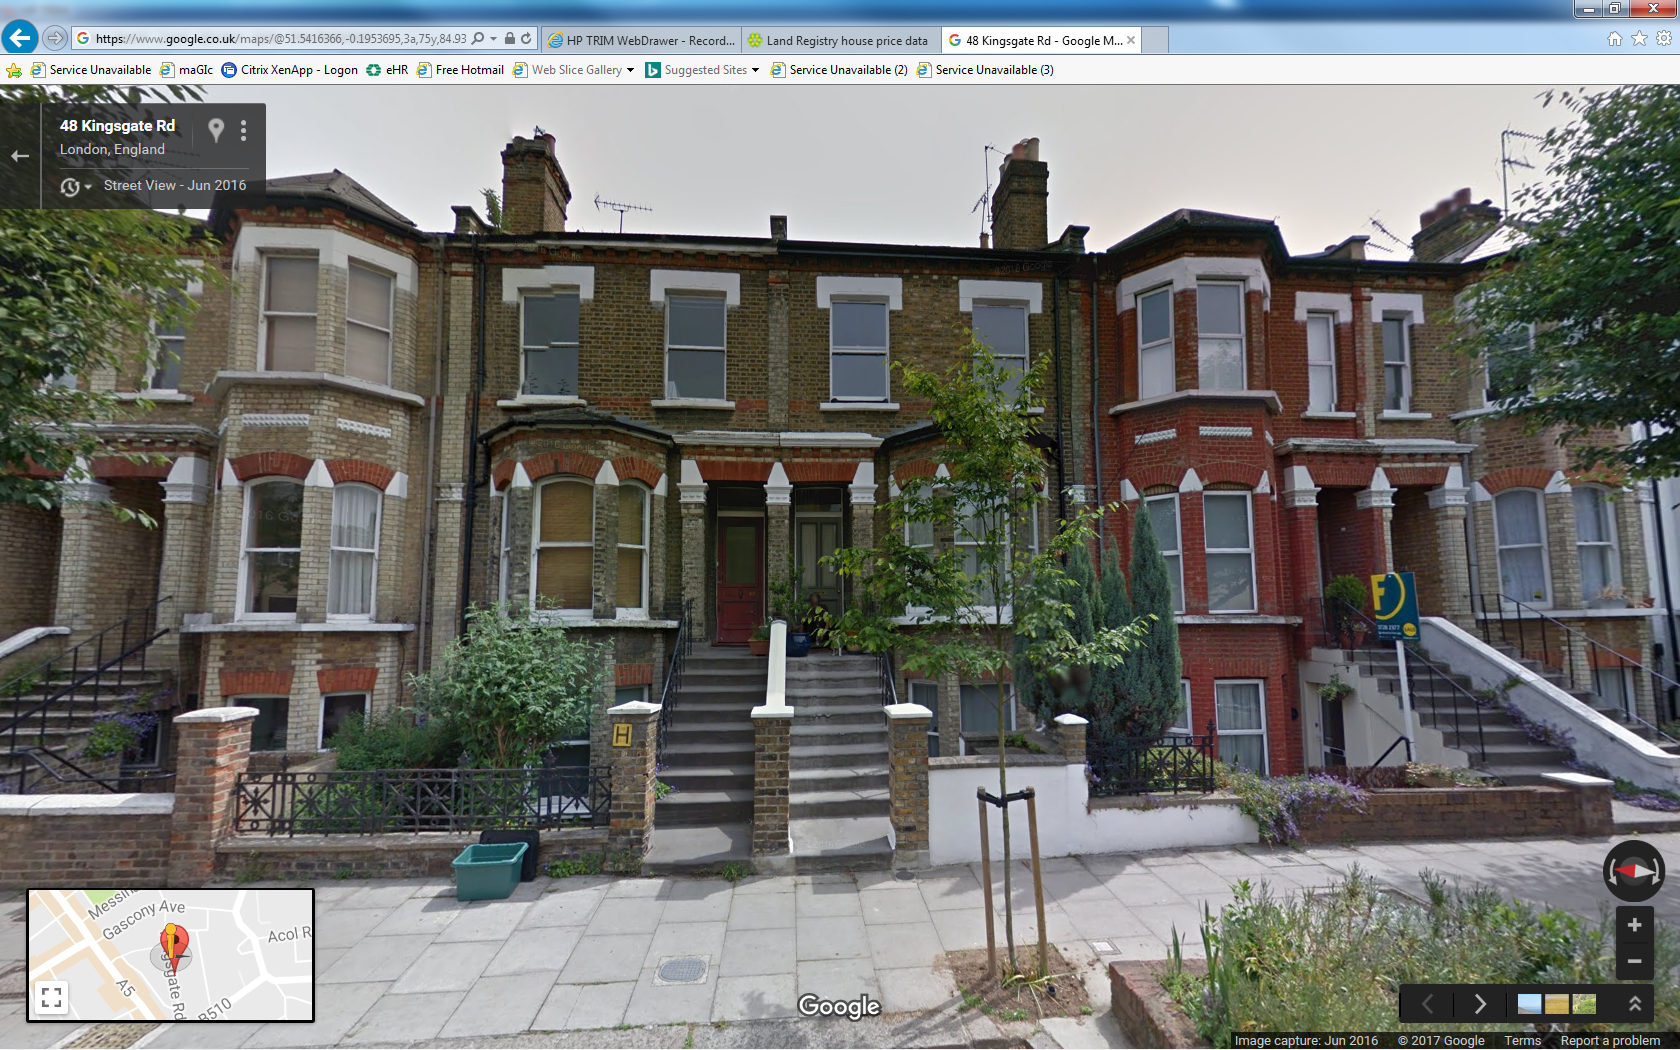 https://www.google.co.uk/maps/@51.5416366,-0.1953695,3a,75y,84.93
HP TRIM WebDrawer - Record...
Land Registry house price data
48 Kingsgate Rd - Google M...
Service Unavailable
maGIc
Citrix XenApp - Logon
eHR
Free Hotmail
Web Slice Gallery
Suggested Sites
Service Unavailable (2)
Service Unavailable (3)
48 Kingsgate Rd
London, England
Street View - Jun 2016
© 2016 Google
F
H
Gascony Ave
Acol R
A5
B510
Google
Image capture: Jun 2016
© 2017 Google
Terms
Report a problem